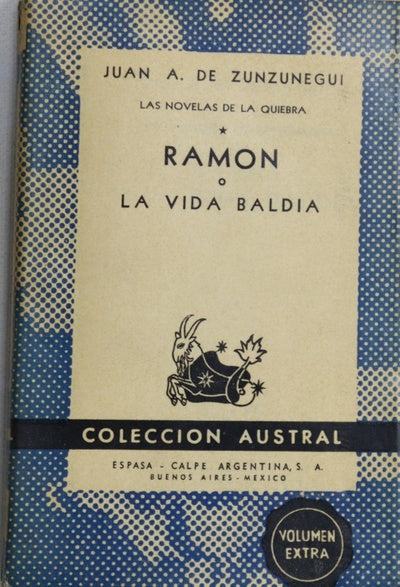 JUAN A. DE ZUNZUNEGUI
LAS NOVELAS DE LA QUIEBRA
★
RAMON
o
LA VIDA BALDIA
COLECCION AUSTRAL
ESPASA - CALPE ARGENTINA, S. A.
BUENOS AIRES - MEXICO
VOLUMEN
EXTRA